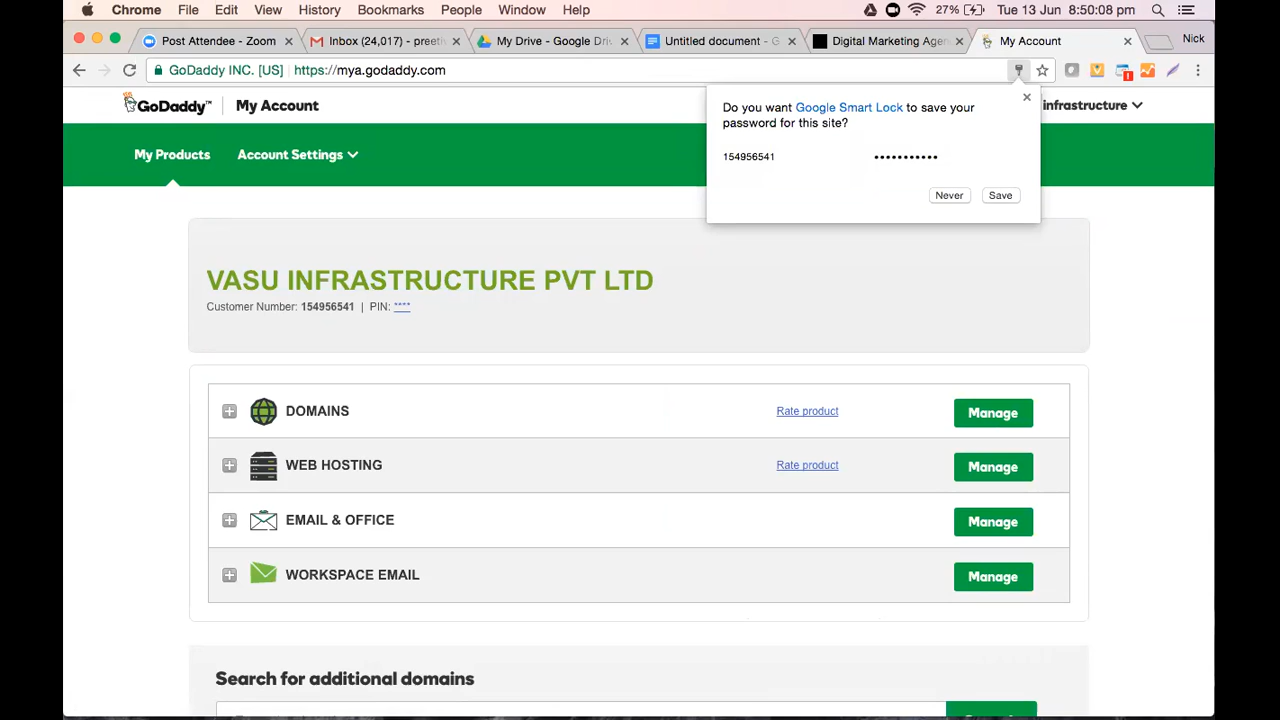 Chrome File Edit View History Bookmarks People Window Help 27% Tue 13 Jun 8:50:08 pm
Post Attendee - Zoom Inbox (24,017) - preeti My Drive - Google Dri Untitled document - G Digital Marketing Agen My Account Nick
GoDaddy INC. [US] https://mya.godaddy.com
GoDaddy™ My Account infrastructure
Do you want Google Smart Lock to save your
password for this site?
154956541 •••••••••••
Never Save
My Products Account Settings
VASU INFRASTRUCTURE PVT LTD
Customer Number: 154956541 | PIN: ****
DOMAINS Rate product Manage
WEB HOSTING Rate product Manage
EMAIL & OFFICE Manage
WORKSPACE EMAIL Manage
Search for additional domains